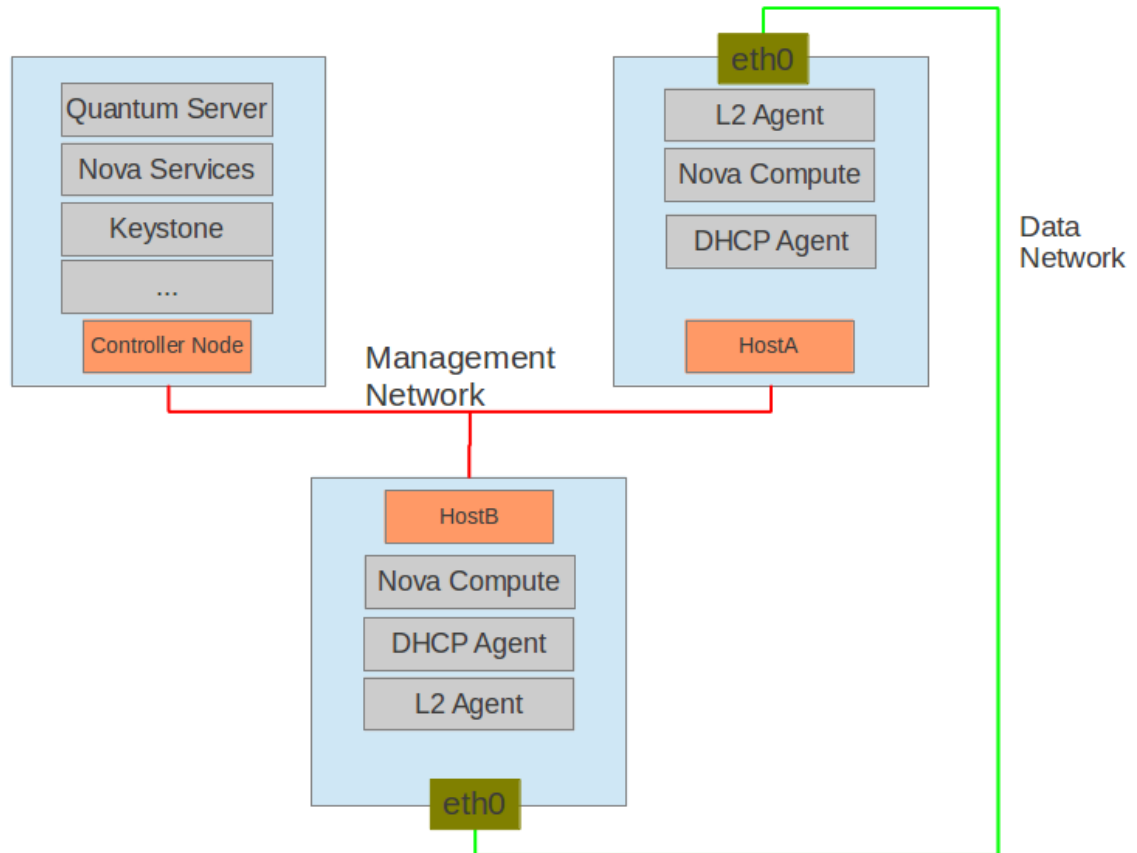 Quantum Server
Nova Services
Keystone
...
Controller Node
eth0
L2 Agent
Nova Compute
DHCP Agent
HostA
Data
Network
Management
Network
HostB
Nova Compute
DHCP Agent
L2 Agent
eth0